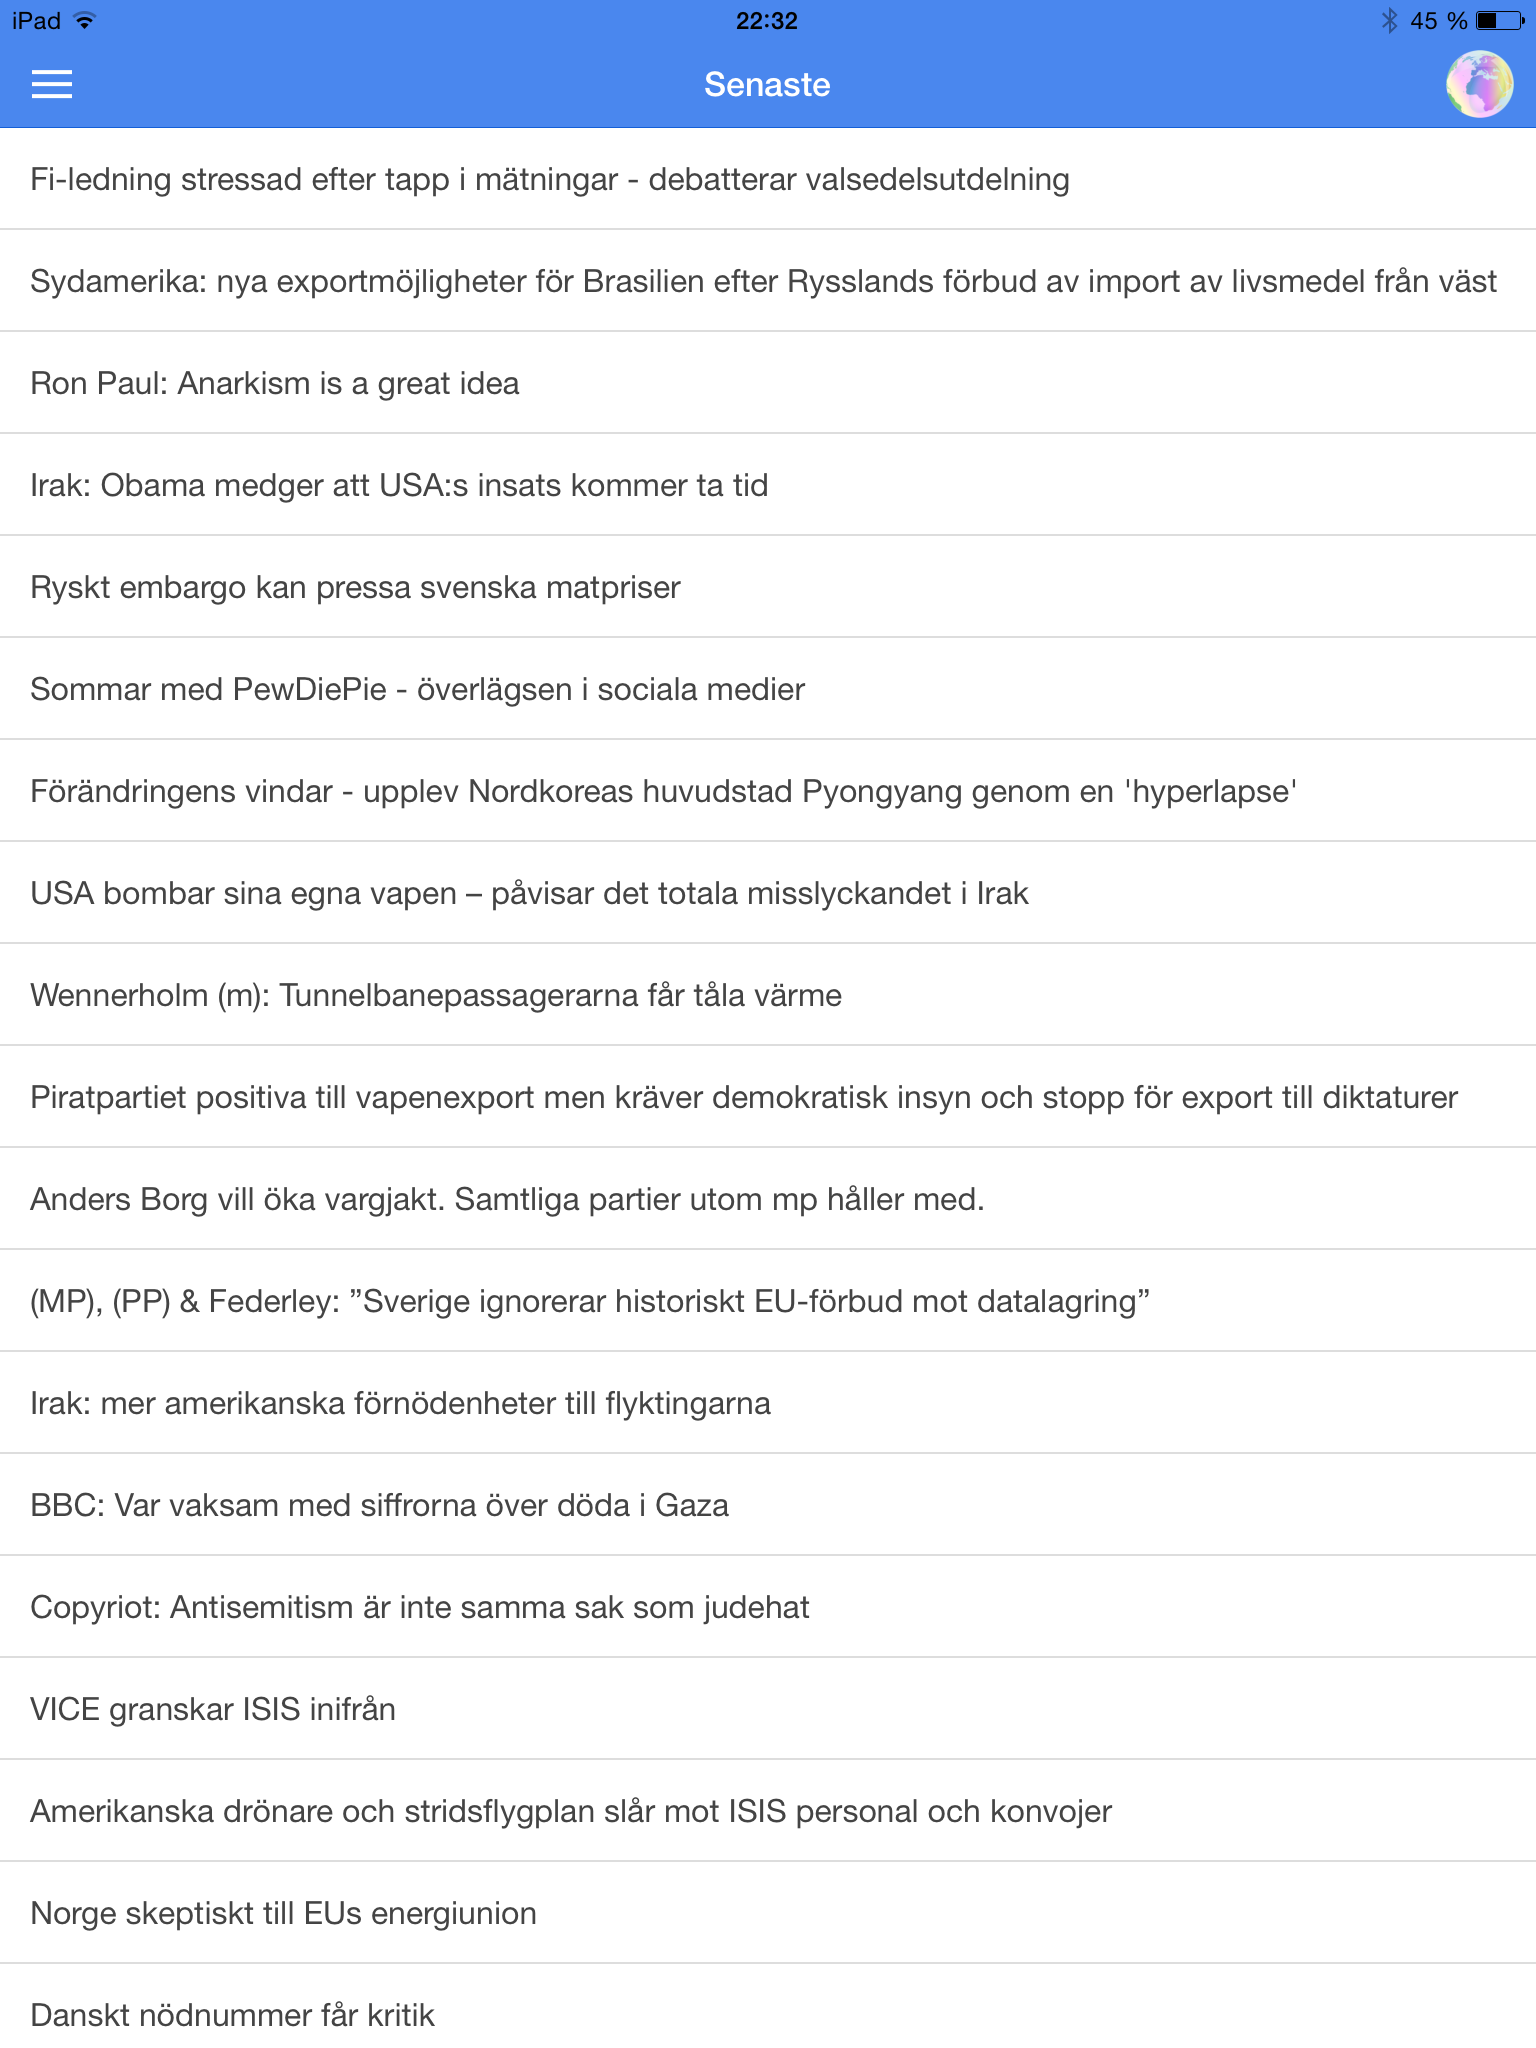 iPad 22:32 45 %
Senaste
Fi-ledning stressad efter tapp i mätningar - debatterar valsedelsutdelning
Sydamerika: nya exportmöjligheter för Brasilien efter Rysslands förbud av import av livsmedel från väst
Ron Paul: Anarkism is a great idea
Irak: Obama medger att USA:s insats kommer ta tid
Ryskt embargo kan pressa svenska matpriser
Sommar med PewDiePie - överlägsen i sociala medier
Förändringens vindar - upplev Nordkoreas huvudstad Pyongyang genom en 'hyperlapse'
USA bombar sina egna vapen – påvisar det totala misslyckandet i Irak
Wennerholm (m): Tunnelbanepassagerarna får tåla värme
Piratpartiet positiva till vapenexport men kräver demokratisk insyn och stopp för export till diktaturer
Anders Borg vill öka vargjakt. Samtliga partier utom mp håller med.
(MP), (PP) & Federley: ”Sverige ignorerar historiskt EU-förbud mot datalagring”
Irak: mer amerikanska förnödenheter till flyktingarna
BBC: Var vaksam med siffrorna över döda i Gaza
Copyriot: Antisemitism är inte samma sak som judehat
VICE granskar ISIS inifrån
Amerikanska drönare och stridsflygplan slår mot ISIS personal och konvojer
Norge skeptiskt till EUs energiunion
Danskt nödnummer får kritik